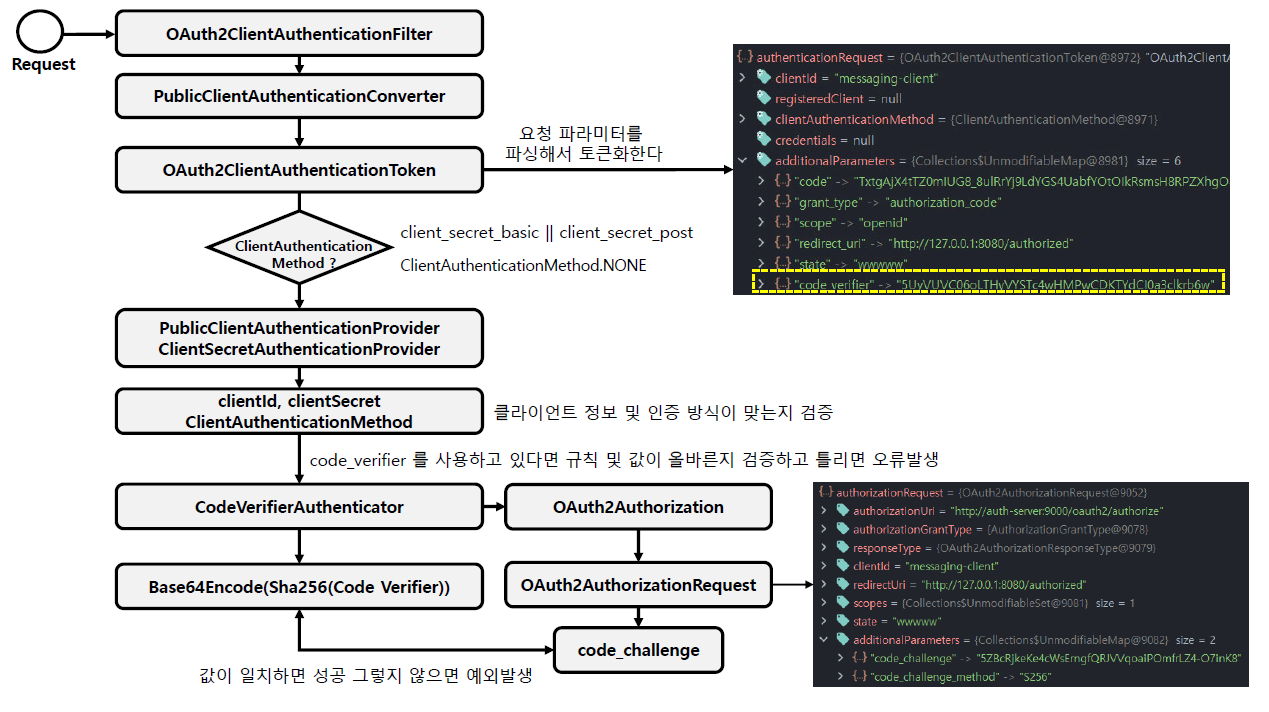 Request
OAuth2ClientAuthenticationFilter
PublicClientAuthenticationConverter
OAuth2ClientAuthenticationToken
요청 파라미터를
파싱해서 토큰화한다
ClientAuthentication
Method ?
client_secret_basic || client_secret_post
ClientAuthenticationMethod.NONE
PublicClientAuthenticationProvider
ClientSecretAuthenticationProvider
clientId, clientSecret
ClientAuthenticationMethod
클라이언트 정보 및 인증 방식이 맞는지 검증
code_verifier 를 사용하고 있다면 규칙 및 값이 올바른지 검증하고 틀리면 오류발생
CodeVerifierAuthenticator
OAuth2Authorization
Base64Encode(Sha256(Code Verifier))
OAuth2AuthorizationRequest
code_challenge
값이 일치하면 성공 그렇지 않으면 예외발생
authenticationRequest = {OAuth2ClientAuthenticationToken@8972}
clientId = "messaging-client"
registeredClient = null
clientAuthenticationMethod = {ClientAuthenticationMethod@8971}
credentials = null
additionalParameters = {Collections$UnmodifiableMap@8981} size = 6
"code" ->
"grant_type" -> "authorization_code"
"scope" -> "openid"
"redirect_uri" -> "http://127.0.0.1:8080/authorized"
"state" -> "wwwww"
"code_verifier" ->
authorizationRequest = {OAuth2AuthorizationRequest@9052}
authorizationUri = "http://auth-server:9000/oauth2/authorize"
authorizationGrantType = {AuthorizationGrantType@9078}
responseType = {OAuth2AuthorizationResponseType@9079}
clientId = "messaging-client"
redirectUri = "http://127.0.0.1:8080/authorized"
scopes = {Collections$UnmodifiableSet@9081} size = 1
state = "wwwww"
additionalParameters = {Collections$UnmodifiableMap@9082} size = 2
"code_challenge" ->
"code_challenge_method" -> "S256"